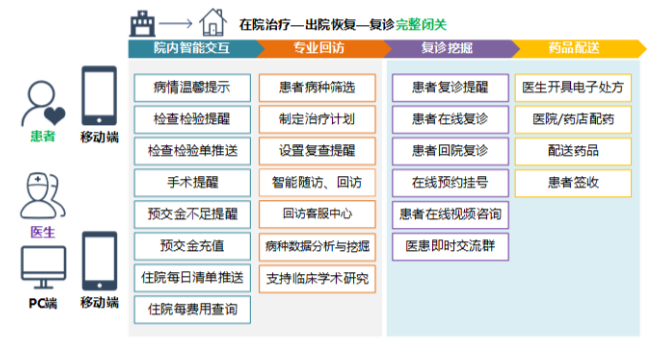 在院治疗—出院恢复—复诊完整闭关
院内智能交互
专业回访
复诊挖掘
药品配送
患者
移动端
医生
PC端
移动端
病情温馨提示
检查检验提醒
检查检验单推送
手术提醒
预交金不足提醒
预交金充值
住院每日清单推送
住院每费用查询
患者病种筛选
制定治疗计划
设置复查提醒
智能随访、回访
回访客服中心
病种数据分析与挖掘
支持临床学术研究
患者复诊提醒
患者在线复诊
患者回院复诊
在线预约挂号
患者在线视频咨询
医患即时交流群
医生开具电子处方
医院/药店配药
配送药品
患者签收